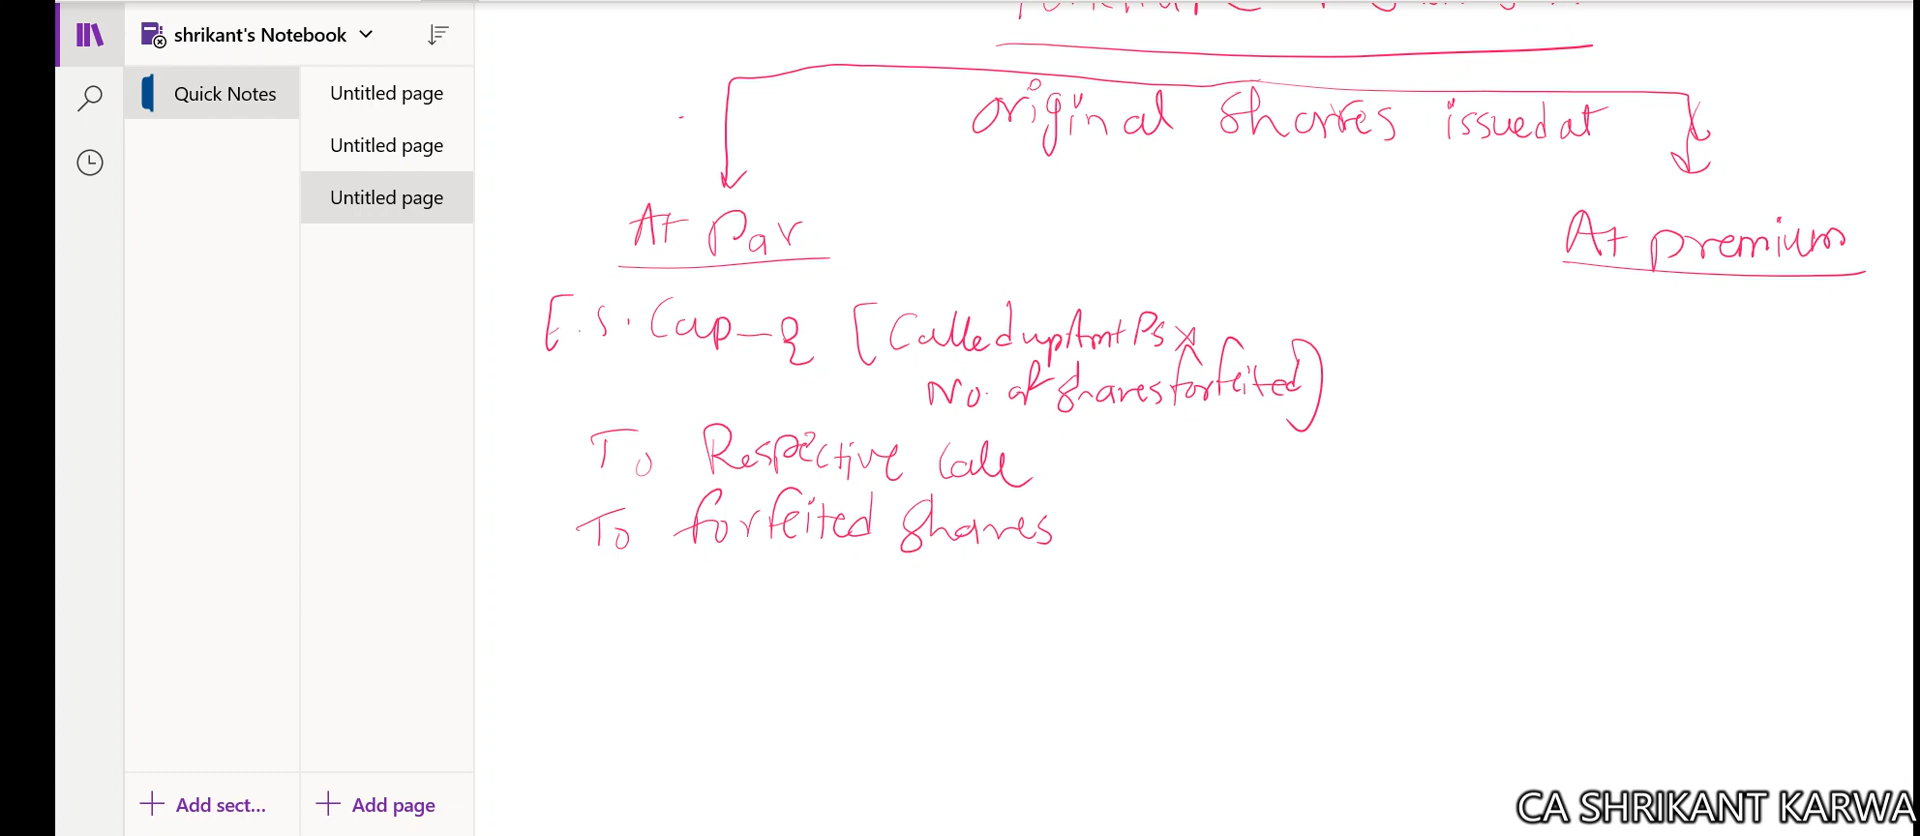 shrikant's Notebook
Quick Notes
Untitled page
Untitled page
Untitled page
original shares issued at
At Par
At premium
E.S. Cap
[Called up Amt PS x
No. of shares forfeited]
To Respective Call
To forfeited shares
+ Add sect...
+ Add page
CA SHRIKANT KARWA